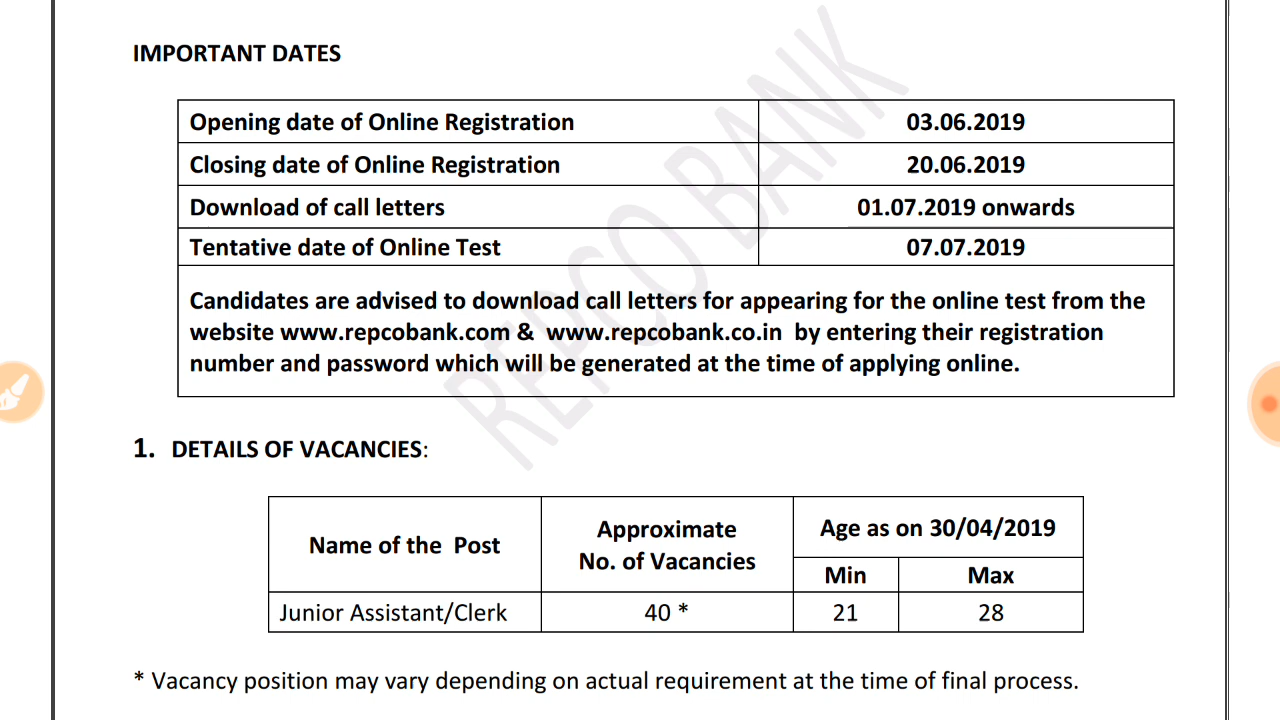 IMPORTANT DATES
Opening date of Online Registration 03.06.2019
Closing date of Online Registration 20.06.2019
Download of call letters 01.07.2019 onwards
Tentative date of Online Test 07.07.2019
Candidates are advised to download call letters for appearing for the online test from the
website www.repcobank.com & www.repcobank.co.in by entering their registration
number and password which will be generated at the time of applying online.
REPCO BANK
1. DETAILS OF VACANCIES:
Name of the Post
Approximate
No. of Vacancies
Age as on 30/04/2019
Min Max
Junior Assistant/Clerk 40 * 21 28
* Vacancy position may vary depending on actual requirement at the time of final process.